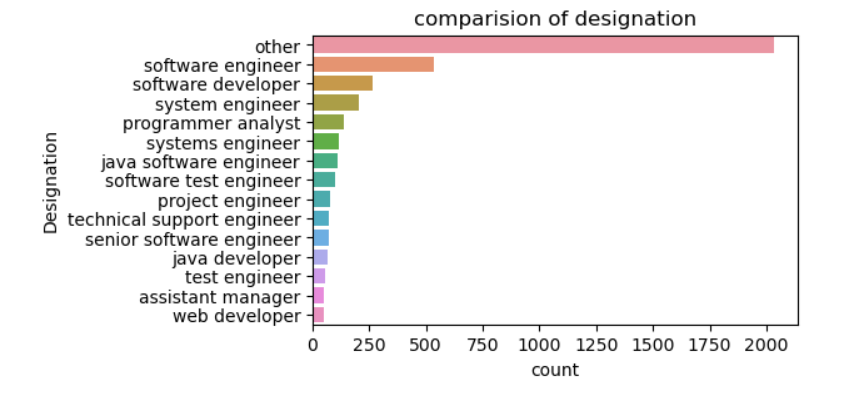 comparision of designation
other
software engineer
software developer
system engineer
programmer analyst
systems engineer
java software engineer
software test engineer
project engineer
technical support engineer
senior software engineer
java developer
test engineer
assistant manager
web developer
Designation
0 250 500 750 1000 1250 1500 1750 2000
count